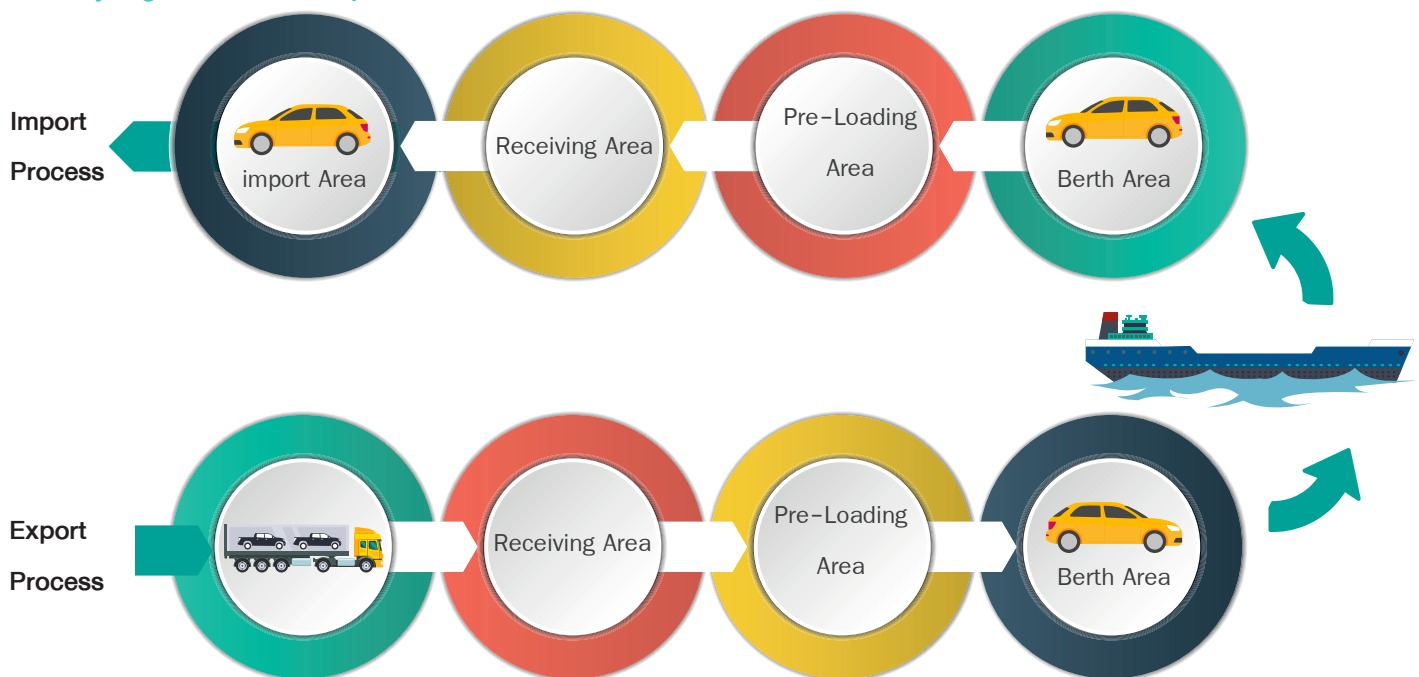 Import
Process
import Area
Receiving Area
Pre-Loading
Area
Berth Area
Export
Process
Receiving Area
Pre-Loading
Area
Berth Area